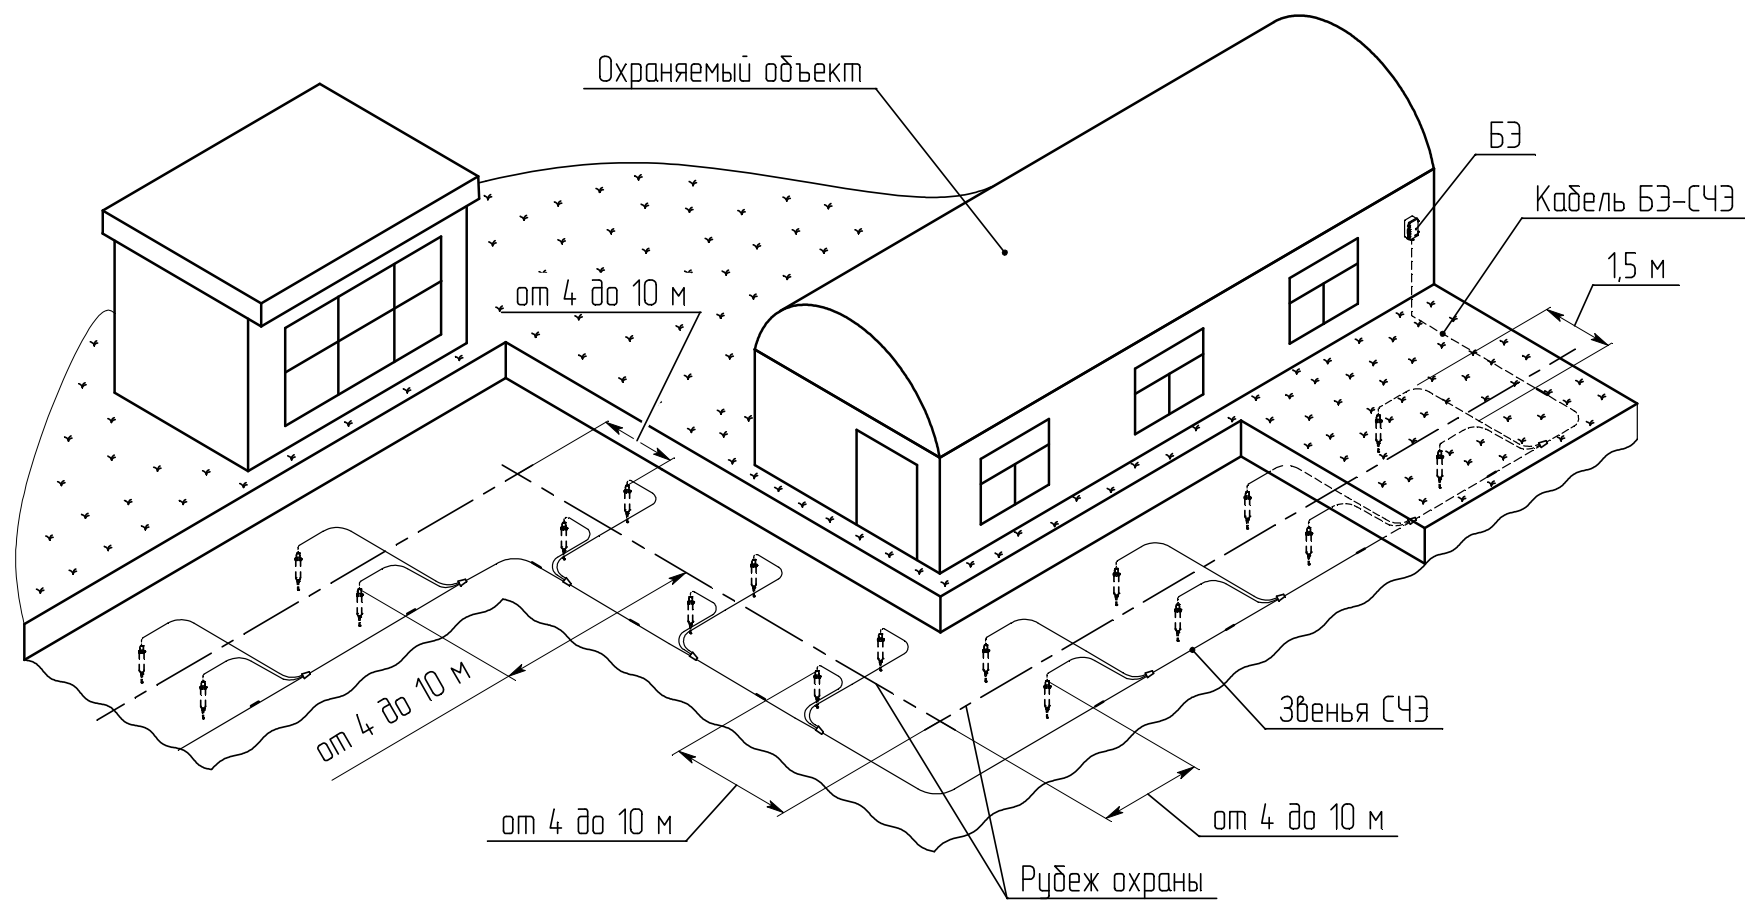 Охраняемый объект
БЭ
Кабель БЭ-СЧЭ
1,5 м
от 4 до 10 м
от 4 до 10 м
Звенья СЧЭ
от 4 до 10 м
от 4 до 10 м
Рубеж охраны